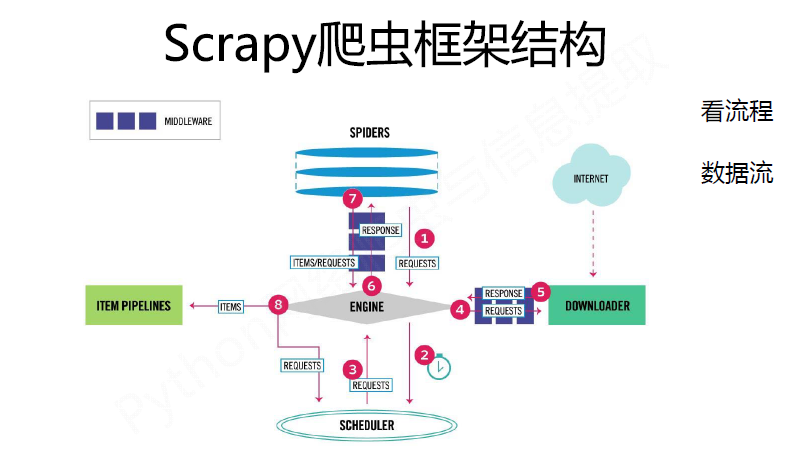 Scrapy爬虫框架结构
MIDDLEWARE
SPIDERS
看流程
数据流
INTERNET
7
RESPONSE
1
ITEMS/REQUESTS
REQUESTS
6
ITEM PIPELINES
ITEMS
8
ENGINE
4
RESPONSE
5
REQUESTS
DOWNLOADER
2
REQUESTS
3
REQUESTS
SCHEDULER
Python网络爬虫与信息提取